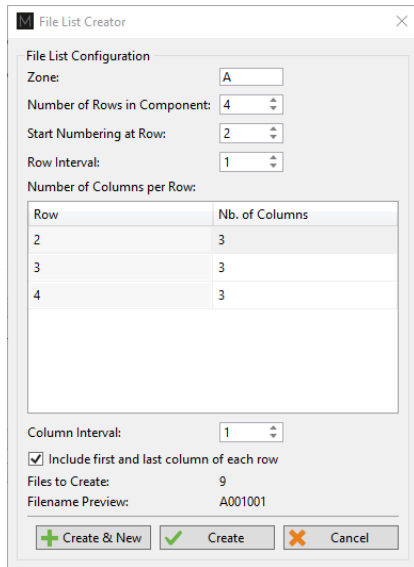 M File List Creator
File List Configuration
Zone: A
Number of Rows in Component: 4
Start Numbering at Row: 2
Row Interval: 1
Number of Columns per Row:
Row Nb. of Columns
2 3
3 3
4 3
Column Interval: 1
Include first and last column of each row
Files to Create: 9
Filename Preview: A001001
Create & New Create Cancel